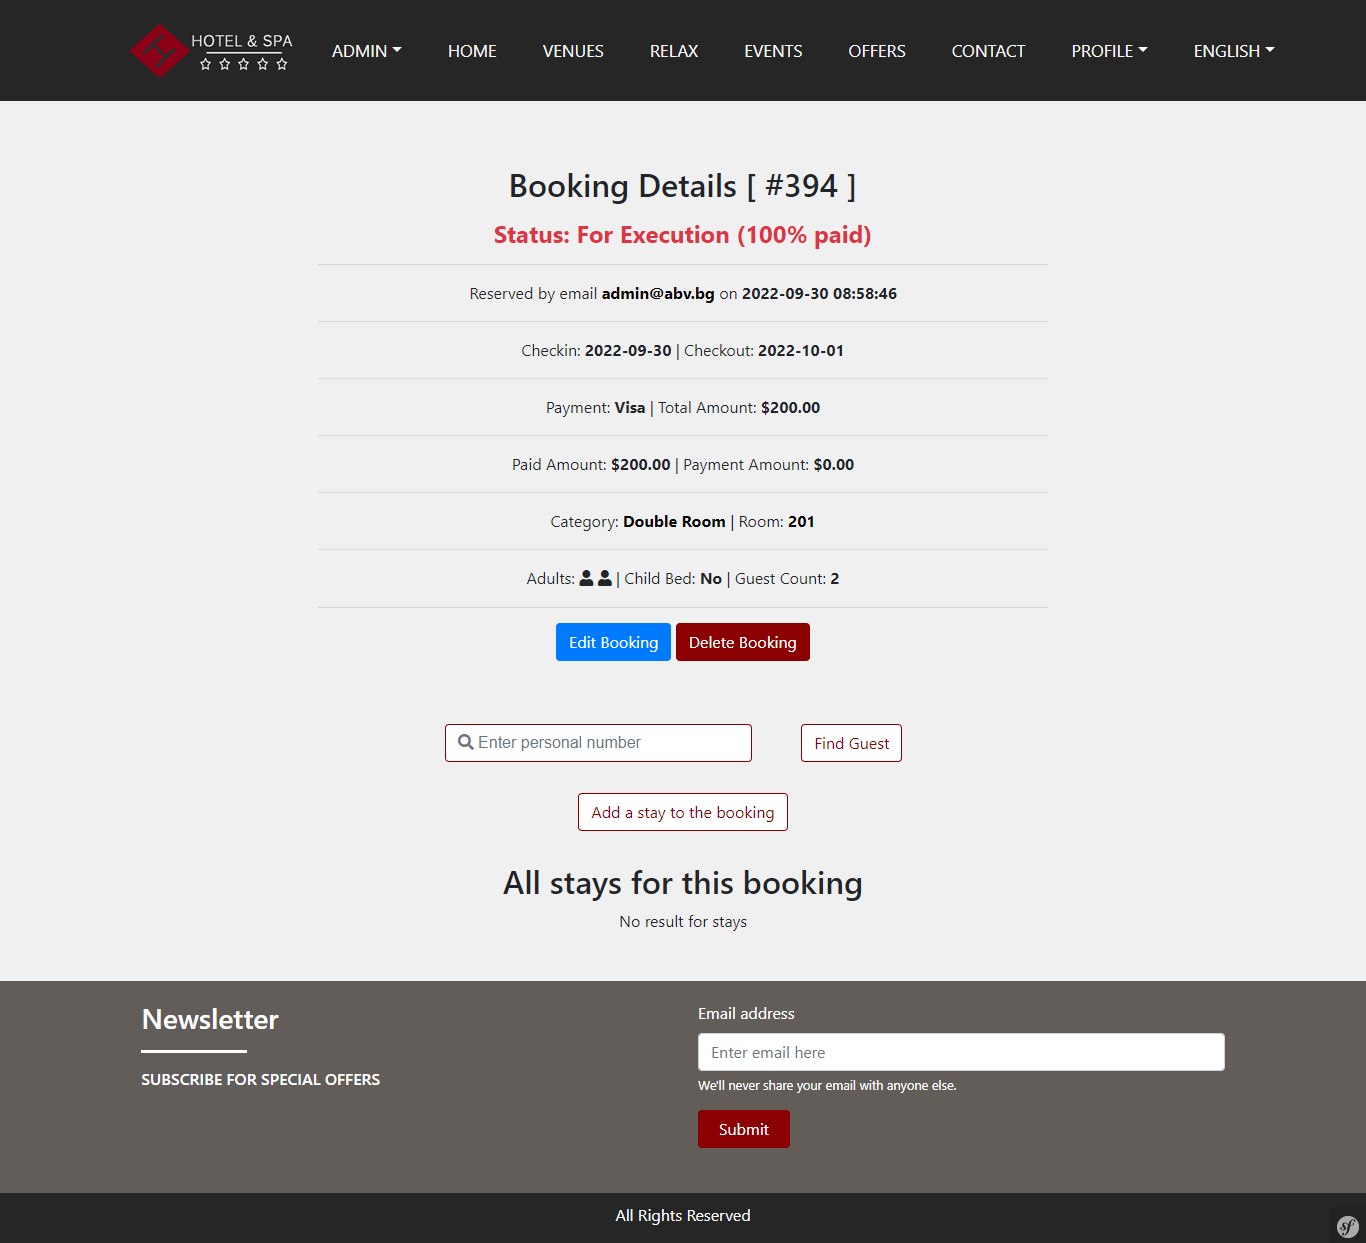 HOTEL & SPA
ADMIN HOME VENUES RELAX EVENTS OFFERS CONTACT PROFILE ENGLISH
Booking Details [ #394 ]
Status: For Execution (100% paid)
Reserved by email admin@abv.bg on 2022-09-30 08:58:46
Checkin: 2022-09-30 | Checkout: 2022-10-01
Payment: Visa | Total Amount: $200.00
Paid Amount: $200.00 | Payment Amount: $0.00
Category: Double Room | Room: 201
Adults: | Child Bed: No | Guest Count: 2
Edit Booking Delete Booking
Enter personal number Find Guest
Add a stay to the booking
All stays for this booking
No result for stays
Newsletter
SUBSCRIBE FOR SPECIAL OFFERS
Email address
Enter email here
We'll never share your email with anyone else.
Submit
All Rights Reserved
sf